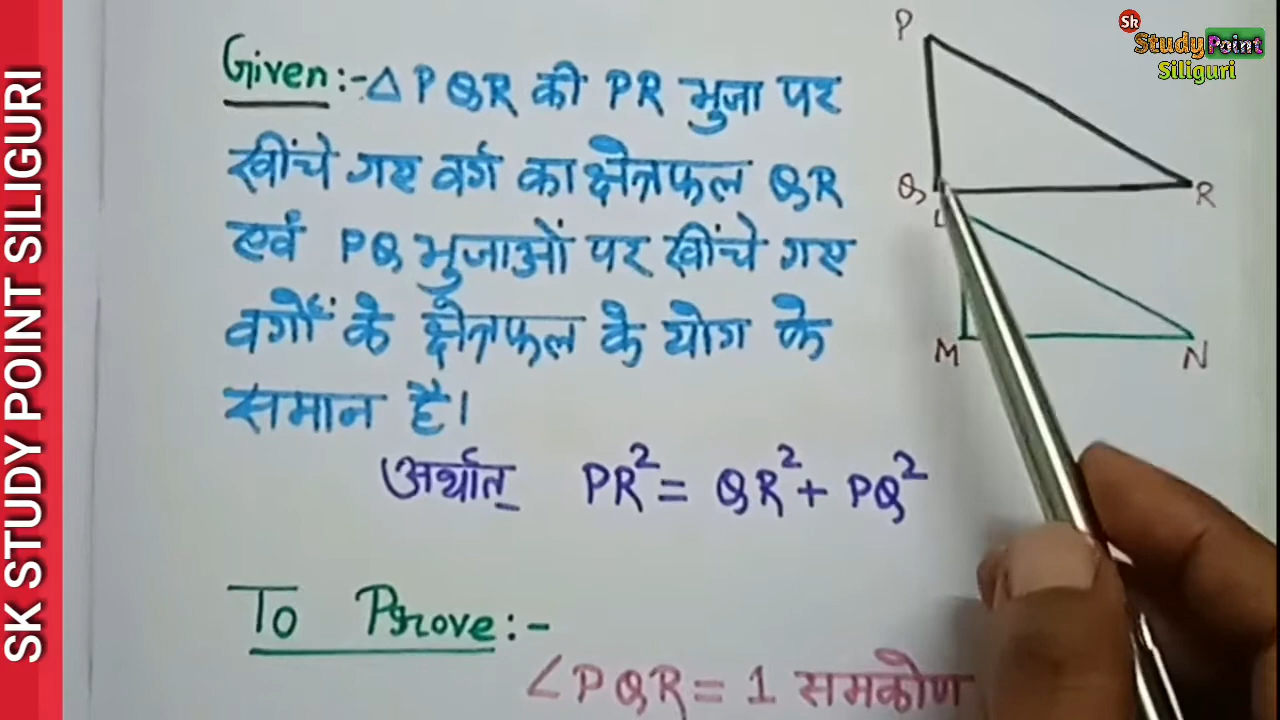 SK STUDY POINT SILIGURI
Sk
Study Point
Siliguri
Given:- △PQR की PR भुजा पर
खींचे गए वर्ग का क्षेत्रफल QR
एवं PQ भुजाओं पर खींचे गए
वर्गों के क्षेत्रफल के योग के
समान है।
अर्थात् PR² = QR² + PQ²
To Prove:-
∠PQR = 1 समकोण
P
Q
R
L
M
N